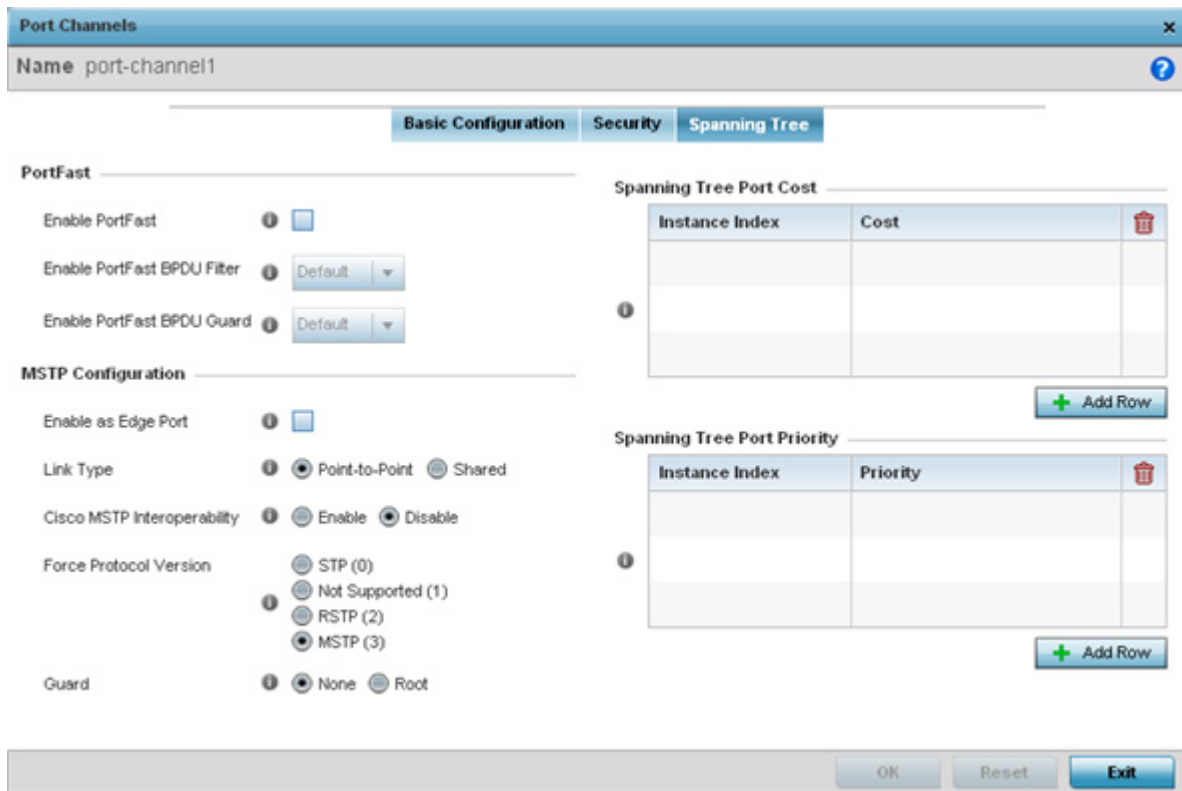 Port Channels
Name port-channel1
Basic Configuration
Security
Spanning Tree
PortFast
Enable PortFast
Enable PortFast BPDU Filter
Default
Enable PortFast BPDU Guard
Default
MSTP Configuration
Enable as Edge Port
Link Type
Point-to-Point
Shared
Cisco MSTP Interoperability
Enable
Disable
Force Protocol Version
STP (0)
Not Supported (1)
RSTP (2)
MSTP (3)
Guard
None
Root
Spanning Tree Port Cost
Instance Index
Cost
Add Row
Spanning Tree Port Priority
Instance Index
Priority
Add Row
OK
Reset
Exit